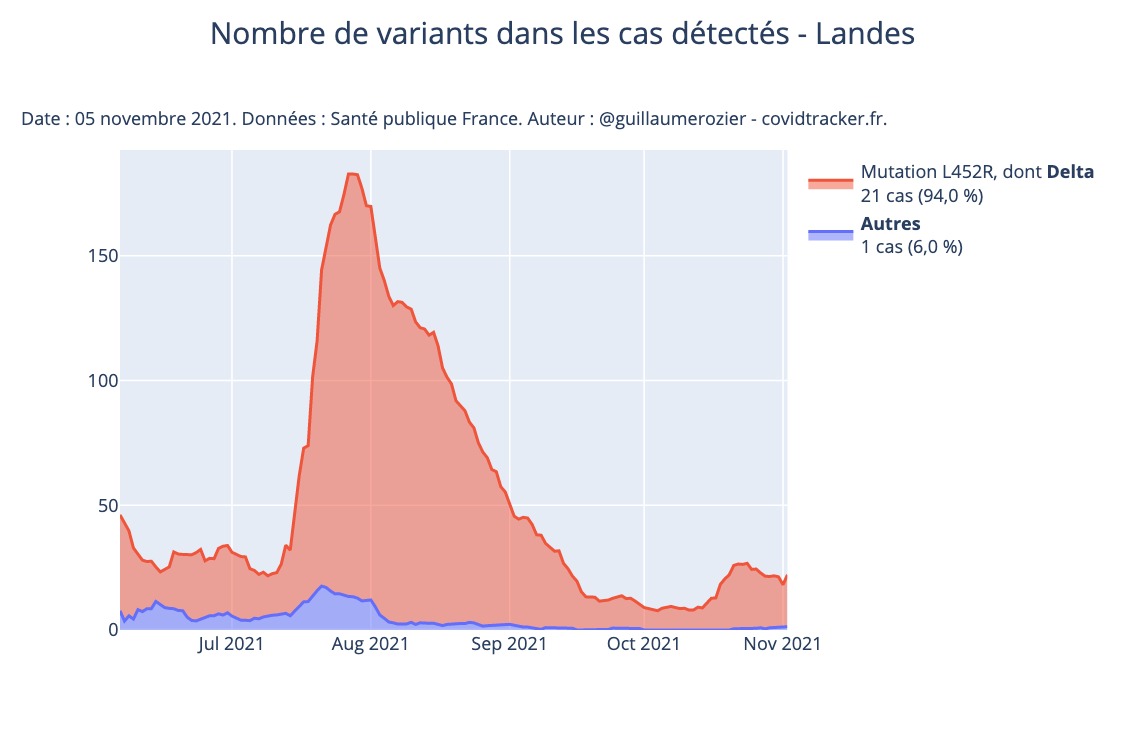 Nombre de variants dans les cas détectés - Landes
Date : 05 novembre 2021. Données : Santé publique France. Auteur : @guillaumerozier - covidtracker.fr.
Mutation L452R, dont Delta
21 cas (94,0 %)
Autres
1 cas (6,0 %)
150
100
50
0
Jul 2021 Aug 2021 Sep 2021 Oct 2021 Nov 2021